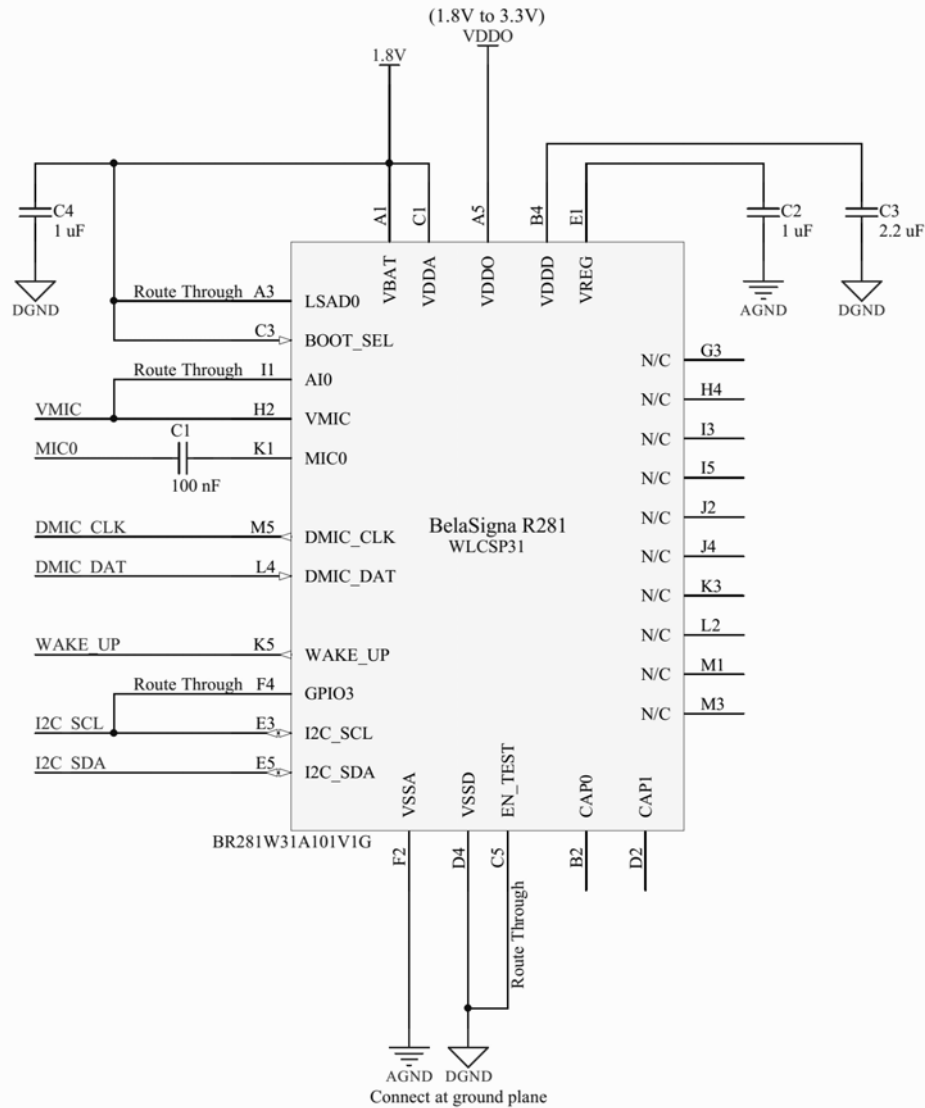 (1.8V to 3.3V)
VDDO
1.8V
C4
1 uF
DGND
A1
C1
A5
B4
E1
C2
1 uF
AGND
C3
2.2 uF
DGND
VBAT
VDDA
VDDO
VDDD
VREG
Route Through A3 LSAD0
C3 BOOT_SEL
Route Through I1 AI0
VMIC H2 VMIC
MIC0 C1 K1 MIC0
100 nF
DMIC_CLK M5 DMIC_CLK
DMIC_DAT L4 DMIC_DAT
WAKE_UP K5 WAKE_UP
Route Through F4 GPIO3
I2C_SCL E3 I2C_SCL
I2C_SDA E5 I2C_SDA
BelaSigna R281
WLCSP31
N/C G3
N/C H4
N/C I3
N/C I5
N/C J2
N/C J4
N/C K3
N/C L2
N/C M1
N/C M3
VSSA
VSSD
EN_TEST
CAP0
CAP1
BR281W31A101V1G
F2
D4
C5
B2
D2
Route Through
AGND
DGND
Connect at ground plane